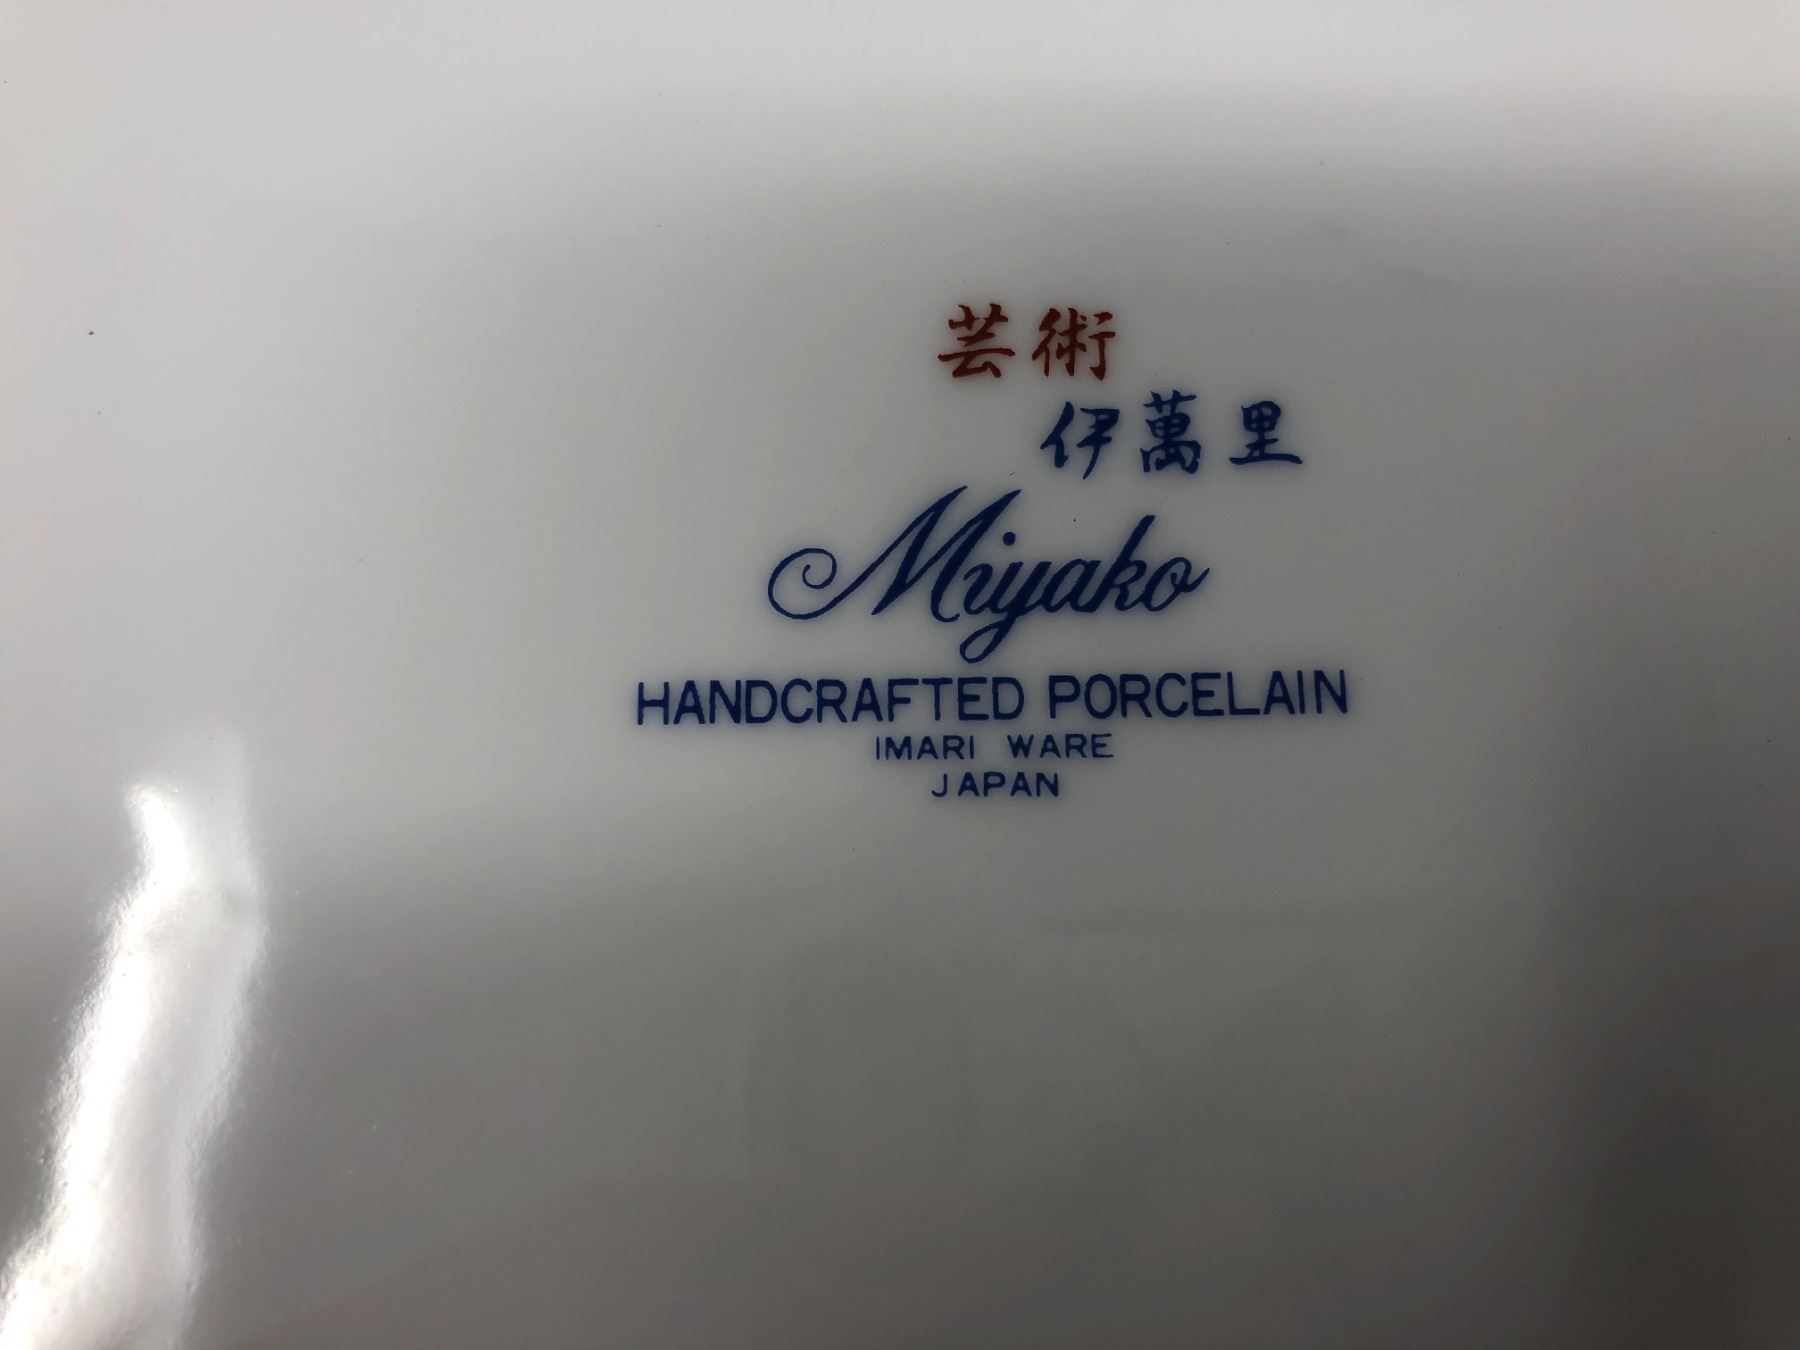 芸術
伊萬里
Miyako
HANDCRAFTED PORCELAIN
IMARI WARE
JAPAN